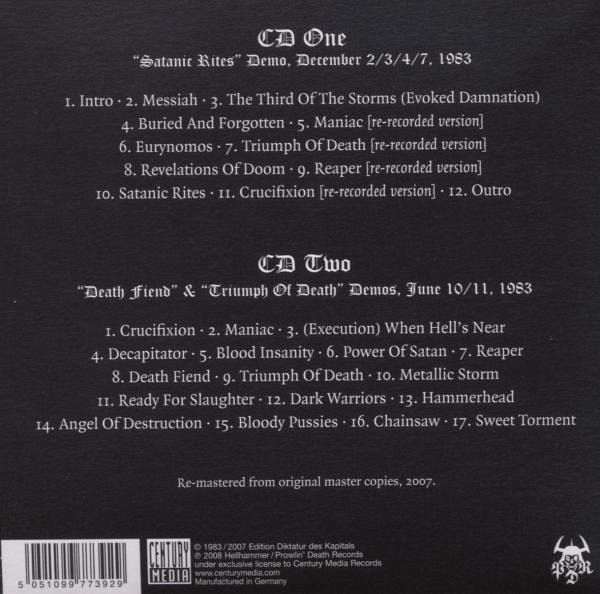 CD One
“Satanic Rites” Demo, December 2/3/4/7, 1983
1. Intro · 2. Messiah · 3. The Third Of The Storms (Evoked Damnation)
4. Buried And Forgotten · 5. Maniac [re-recorded version]
6. Eurynomos · 7. Triumph Of Death [re-recorded version]
8. Revelations Of Doom · 9. Reaper [re-recorded version]
10. Satanic Rites · 11. Crucifixion [re-recorded version] · 12. Outro
CD Two
“Death Fiend” & “Triumph Of Death” Demos, June 10/11, 1983
1. Crucifixion · 2. Maniac · 3. (Execution) When Hell's Near
4. Decapitator · 5. Blood Insanity · 6. Power Of Satan · 7. Reaper
8. Death Fiend · 9. Triumph Of Death · 10. Metallic Storm
11. Ready For Slaughter · 12. Dark Warriors · 13. Hammerhead
14. Angel Of Destruction · 15. Bloody Pussies · 16. Chainsaw · 17. Sweet Torment
Re-mastered from original master copies, 2007.
5 051099 773929
CENTURY
MEDIA
© 1983/2007 Edition Diktatur des Kapitals
℗ 2008 Hellhammer/Prowlin' Death Records
under exclusive license to Century Media Records
www.centurymedia.com
Manufactured in Germany
P D R